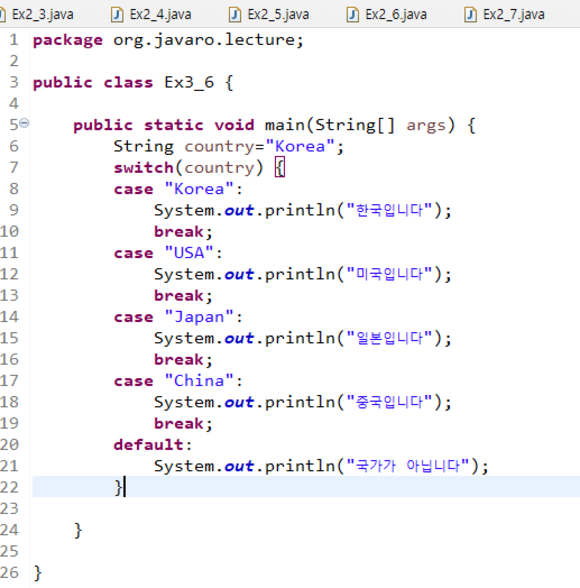 Ex2_3.java Ex2_4.java Ex2_5.java Ex2_6.java Ex2_7.java
1 package org.javaro.lecture;
2
3 public class Ex3_6 {
4
5 public static void main(String[] args) {
6 String country="Korea";
7 switch(country) {
8 case "Korea":
9 System.out.println("한국입니다");
10 break;
11 case "USA":
12 System.out.println("미국입니다");
13 break;
14 case "Japan":
15 System.out.println("일본입니다");
16 break;
17 case "China":
18 System.out.println("중국입니다");
19 break;
20 default:
21 System.out.println("국가가 아닙니다");
22 }
23
24 }
25
26 }